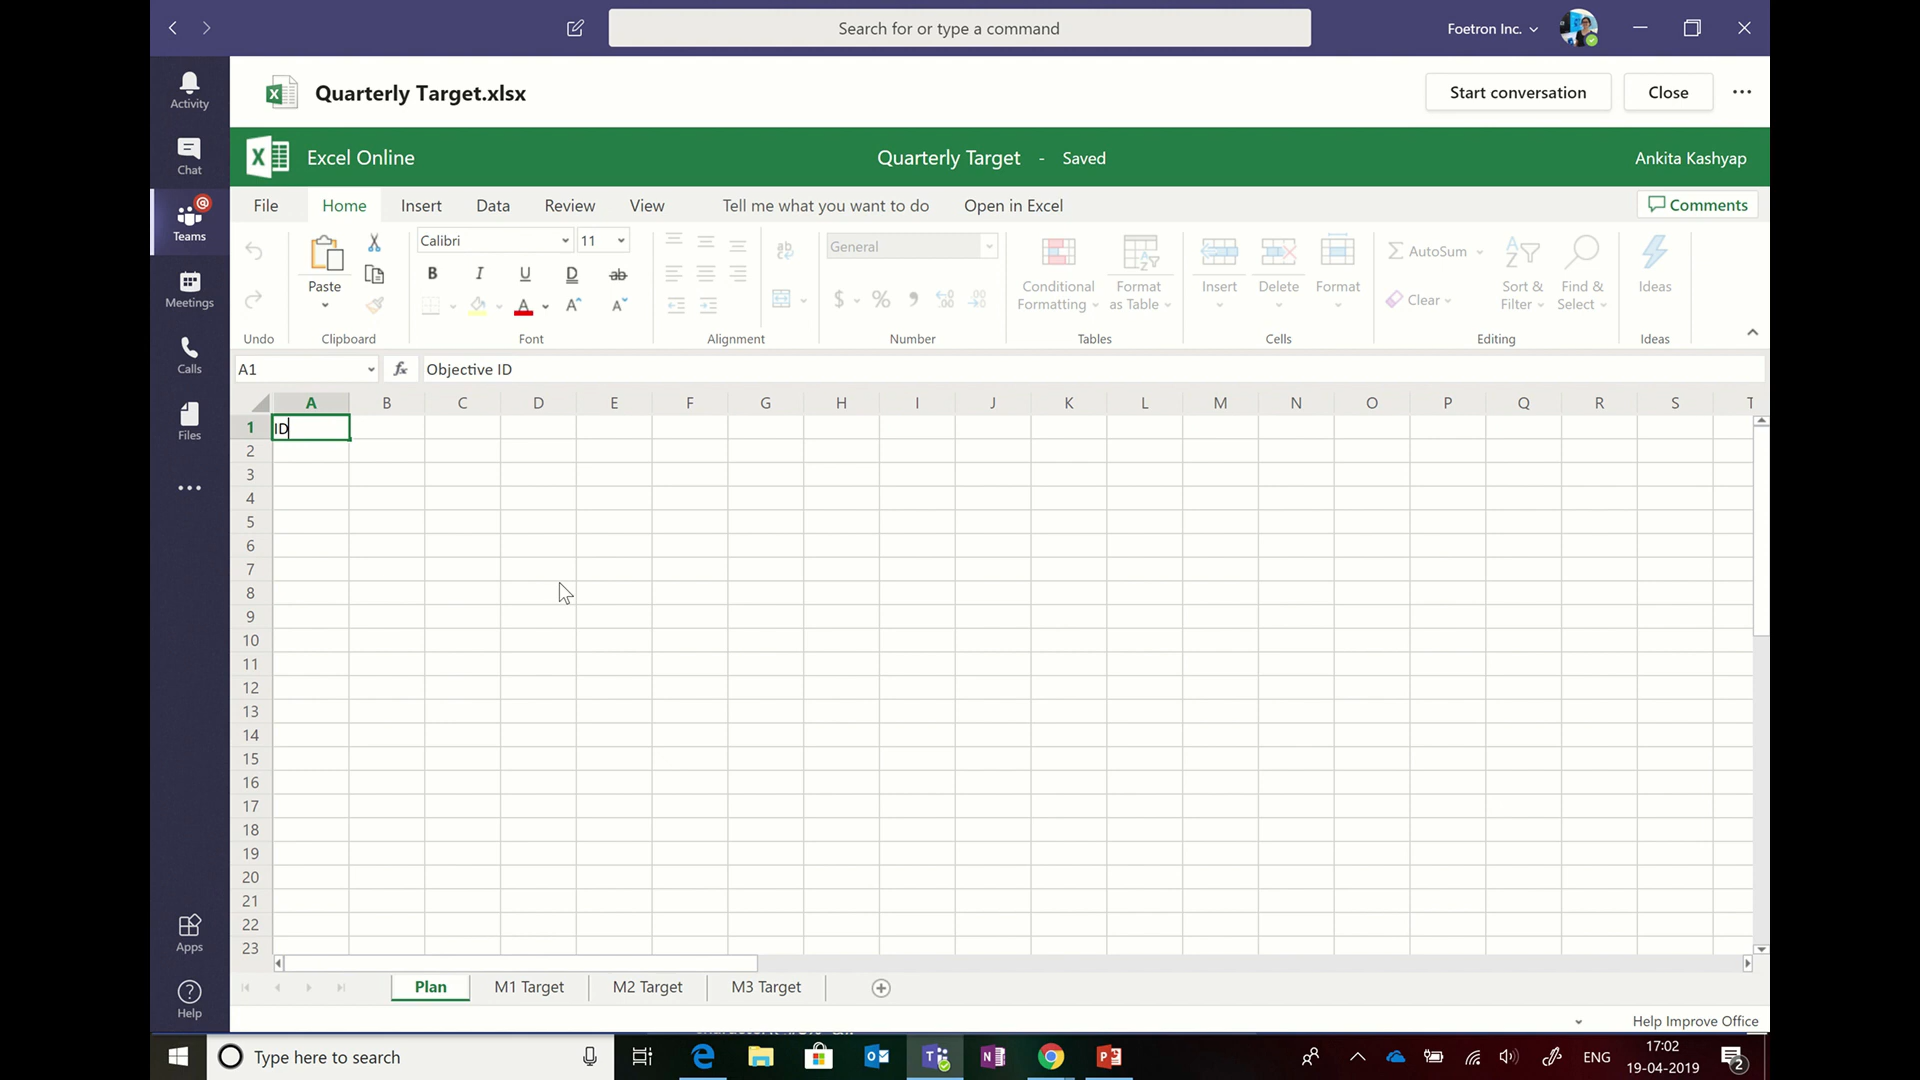 Search for or type a command
Foetron Inc.
Activity
Chat
Teams
Meetings
Calls
Files
Apps
Help
Quarterly Target.xlsx
Start conversation
Close
Excel Online
Quarterly Target - Saved
Ankita Kashyap
File Home Insert Data Review View Tell me what you want to do Open in Excel
Comments
Paste
Calibri 11
General
Conditional Formatting
Format as Table
Insert
Delete
Format
AutoSum
Clear
Sort & Filter
Find & Select
Ideas
Undo Clipboard Font Alignment Number Tables Cells Editing Ideas
A1 fx Objective ID
A B C D E F G H I J K L M N O P Q R S T
1 ID
2
3
4
5
6
7
8
9
10
11
12
13
14
15
16
17
18
19
20
21
22
23
Plan M1 Target M2 Target M3 Target
Help Improve Office
Type here to search
ENG
17:02
19-04-2019
2